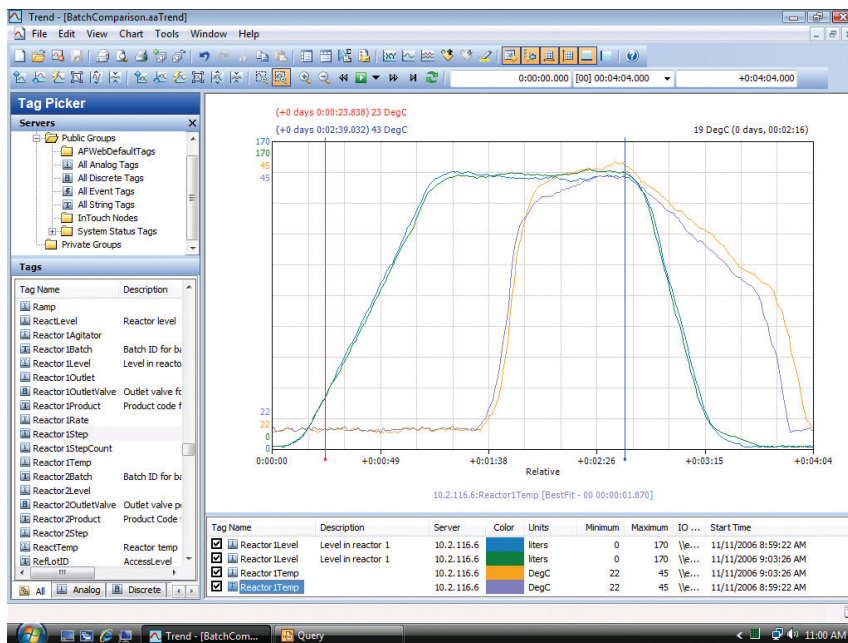 Trend - [BatchComparison.aaTrend]
File Edit View Chart Tools Window Help
0:00:00.000 [00] 00:04:04.000 +0:04:04.000
Tag Picker
Servers
Public Groups
AFWebDefaultTags
All Analog Tags
All Discrete Tags
All Event Tags
All String Tags
InTouch Nodes
System Status Tags
Private Groups
Tags
Tag Name Description
Ramp
ReactLevel Reactor level
Reactor1Agitator
Reactor1Batch Batch ID for ba
Reactor1Level Level in reacto
Reactor1Outlet
Reactor1OutletValve Outlet valve fo
Reactor1Product Product code f
Reactor1Rate
Reactor1Step
Reactor1StepCount
Reactor1Temp
Reactor2Batch Batch ID for ba
Reactor2Level
Reactor2OutletValve Outlet valve po
Reactor2Product Product Code
Reactor2Step
ReactTemp Reactor temp
RefLotID AccessLevel
All Analog Discrete
(+0 days 0:00:23.838) 23 DegC
(+0 days 0:02:39.032) 43 DegC 19 DegC (0 days, 00:02:16)
170
170
45
45
22
22
0
0
0:00:00 +0:00:49 +0:01:38 +0:02:26 +0:03:15 +0:04:04
Relative
10.2.116.6:Reactor1Temp [BestFit - 00 00:00:01.870]
Tag Name Description Server Color Units Minimum Maximum IO ... Start Time
Reactor1Level Level in reactor 1 10.2.116.6 liters 0 170 \\e... 11/11/2006 8:59:22 AM
Reactor1Level Level in reactor 1 10.2.116.6 liters 0 170 \\e... 11/11/2006 9:03:26 AM
Reactor1Temp 10.2.116.6 DegC 22 45 \\e... 11/11/2006 9:03:26 AM
Reactor1Temp 10.2.116.6 DegC 22 45 \\e... 11/11/2006 8:59:22 AM
Trend - [BatchCom... Query 11:00 AM